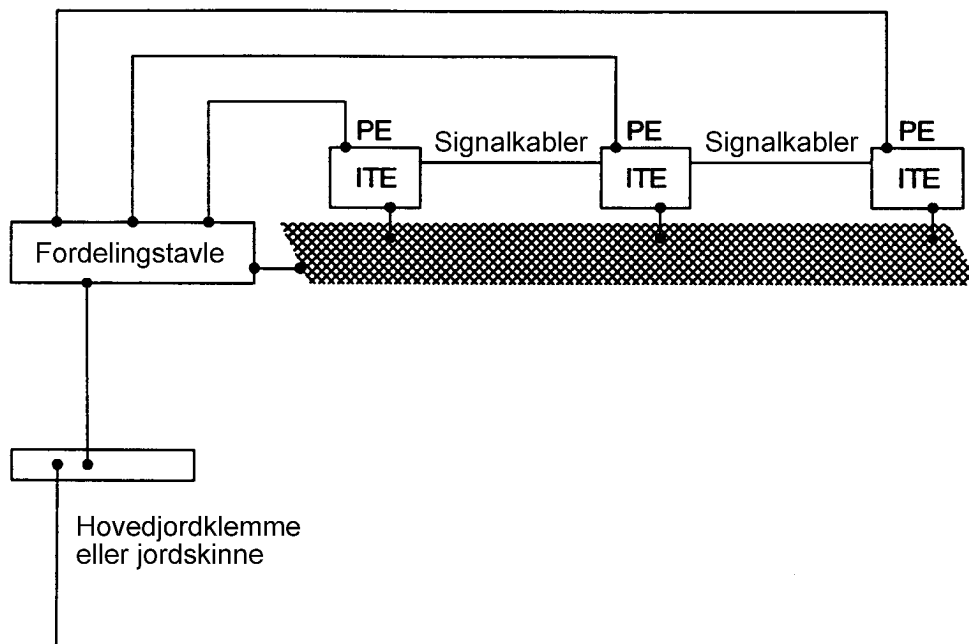 PE
Signalkabler
PE
Signalkabler
PE
ITE
ITE
ITE
Fordelingstavle
Hovedjordklemme
eller jordskinne